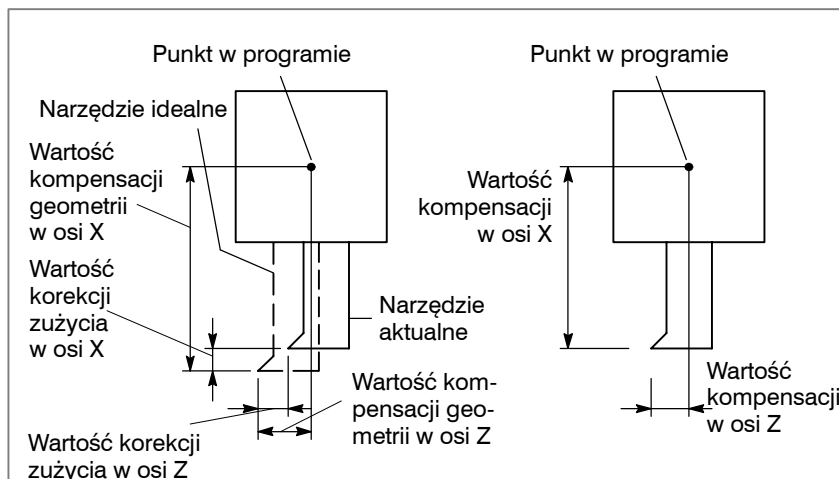 Punkt w programie
Narzędzie idealne
Wartość
kompensacji
geometrii
w osi X
Wartość
korekcji
zużycia
w osi X
Narzędzie
aktualne
Wartość kom-
pensacji geo-
metrii w osi Z
Wartość korekcji
zużycia w osi Z
Punkt w programie
Wartość
kompensacji
w osi X
Wartość
kompensacji
w osi Z